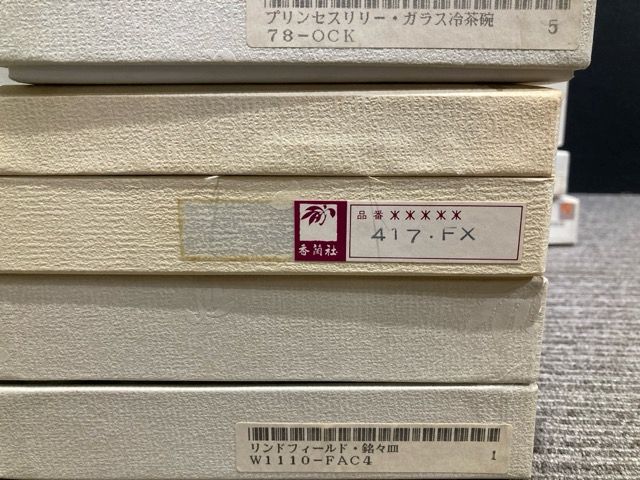 プリンセスリリー・ガラス冷茶碗
78-OCK 5
香蘭社
品番 ＊＊＊＊＊
417.FX
リンドフィールド・銘々皿
W1110-FAC4 1